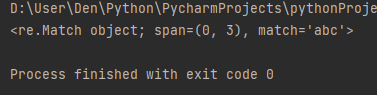 D:\User\Den\Python\PycharmProjects\pythonProje
<re.Match object; span=(0, 3), match='abc'>
Process finished with exit code 0